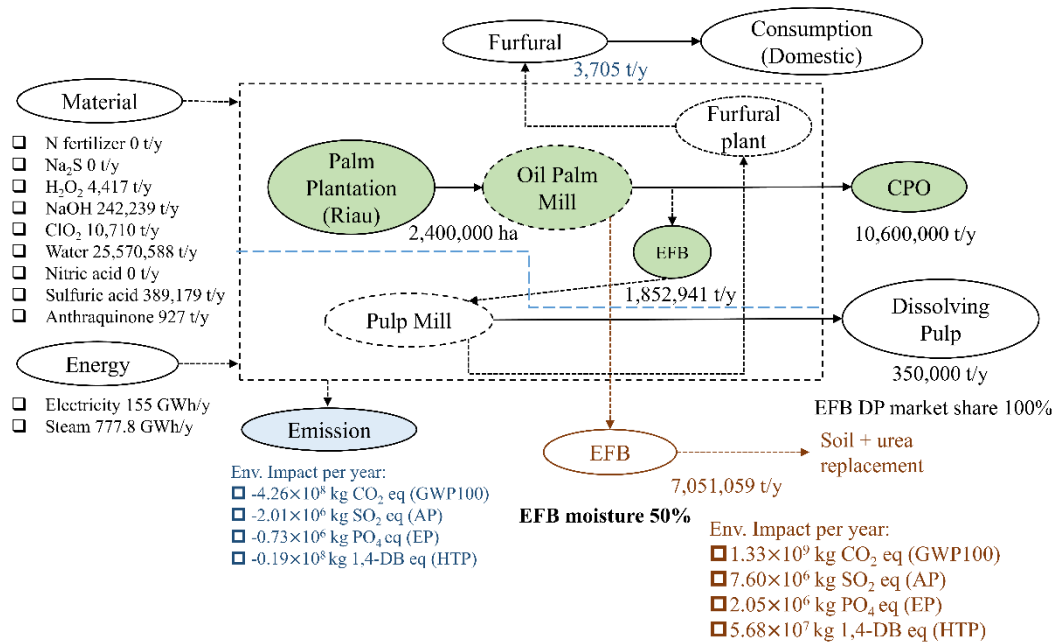 Furfural
Consumption
(Domestic)
3,705 t/y
Material
Furfural
plant
❑ N fertilizer 0 t/y
❑ Na₂S 0 t/y
❑ H₂O₂ 4,417 t/y
❑ NaOH 242,239 t/y
❑ ClO₂ 10,710 t/y
❑ Water 25,570,588 t/y
❑ Nitric acid 0 t/y
❑ Sulfuric acid 389,179 t/y
❑ Anthraquinone 927 t/y
Palm
Plantation
(Riau)
2,400,000 ha
Oil Palm
Mill
CPO
10,600,000 t/y
EFB
1,852,941 t/y
Pulp Mill
Dissolving
Pulp
350,000 t/y
EFB DP market share 100%
Energy
❑ Electricity 155 GWh/y
❑ Steam 777.8 GWh/y
Emission
Env. Impact per year:
❑ -4.26×10⁸ kg CO₂ eq (GWP100)
❑ -2.01×10⁶ kg SO₂ eq (AP)
❑ -0.73×10⁶ kg PO₄ eq (EP)
❑ -0.19×10⁸ kg 1,4-DB eq (HTP)
EFB
7,051,059 t/y
Soil + urea
replacement
EFB moisture 50%
Env. Impact per year:
❑ 1.33×10⁹ kg CO₂ eq (GWP100)
❑ 7.60×10⁶ kg SO₂ eq (AP)
❑ 2.05×10⁶ kg PO₄ eq (EP)
❑ 5.68×10⁷ kg 1,4-DB eq (HTP)